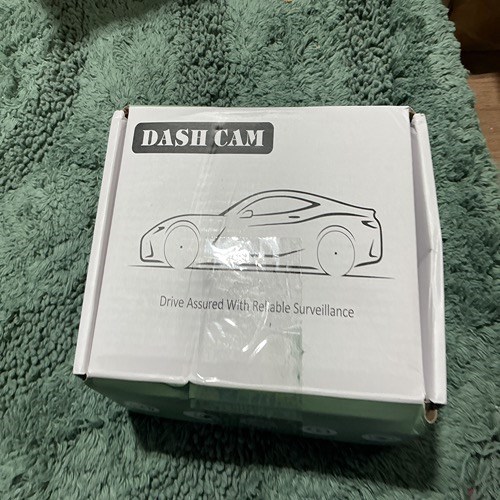 DASH CAM
Drive Assured With Reliable Surveillance